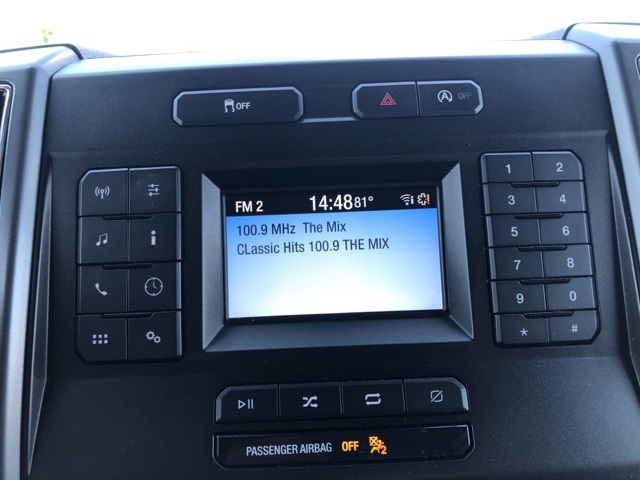 OFF
OFF
FM 2 14:48 81°
100.9 MHz The Mix
CLassic Hits 100.9 THE MIX
1 2
3 4
5 6
7 8
9 0
* #
i
PASSENGER AIRBAG OFF 2